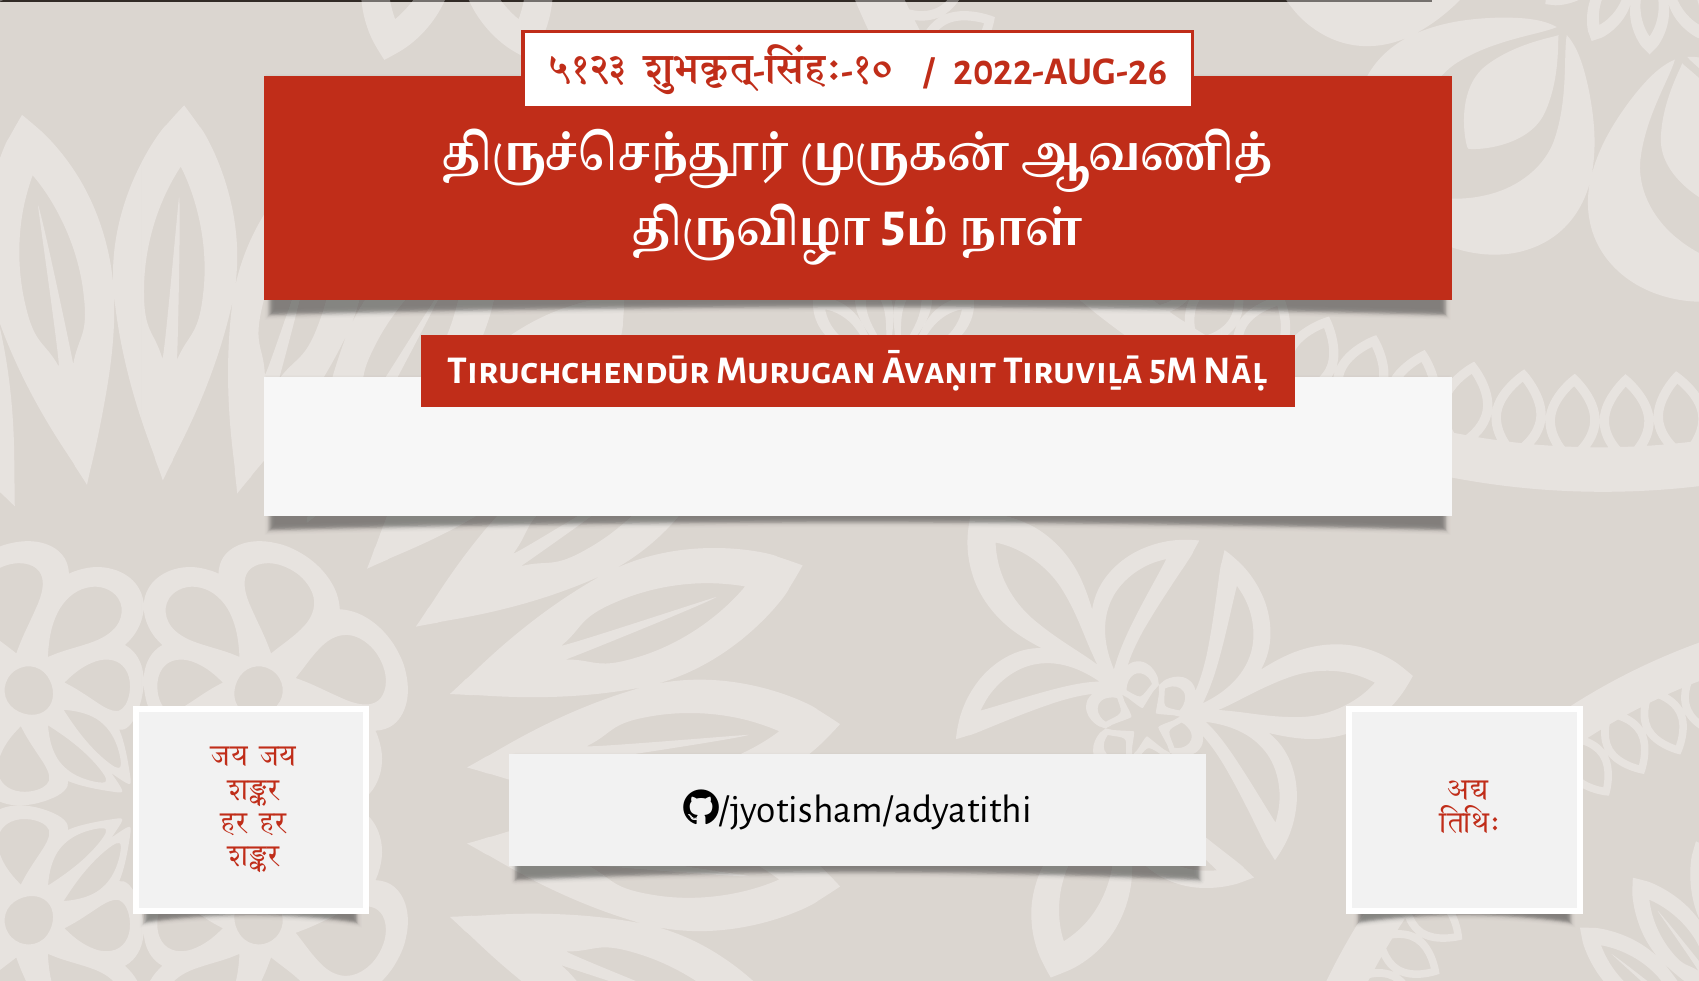 ५१२३ शुभकृत्-सिंहः-१० / 2022-AUG-26
திருச்செந்தூர் முருகன் ஆவணித்
திருவிழா 5ம் நாள்
Tiruchchendūr Murugan Āvaṇit Tiruviḻā 5M Nāḷ
जय जय
शङ्कर
हर हर
शङ्कर
/jyotisham/adyatithi
अद्य
तिथिः